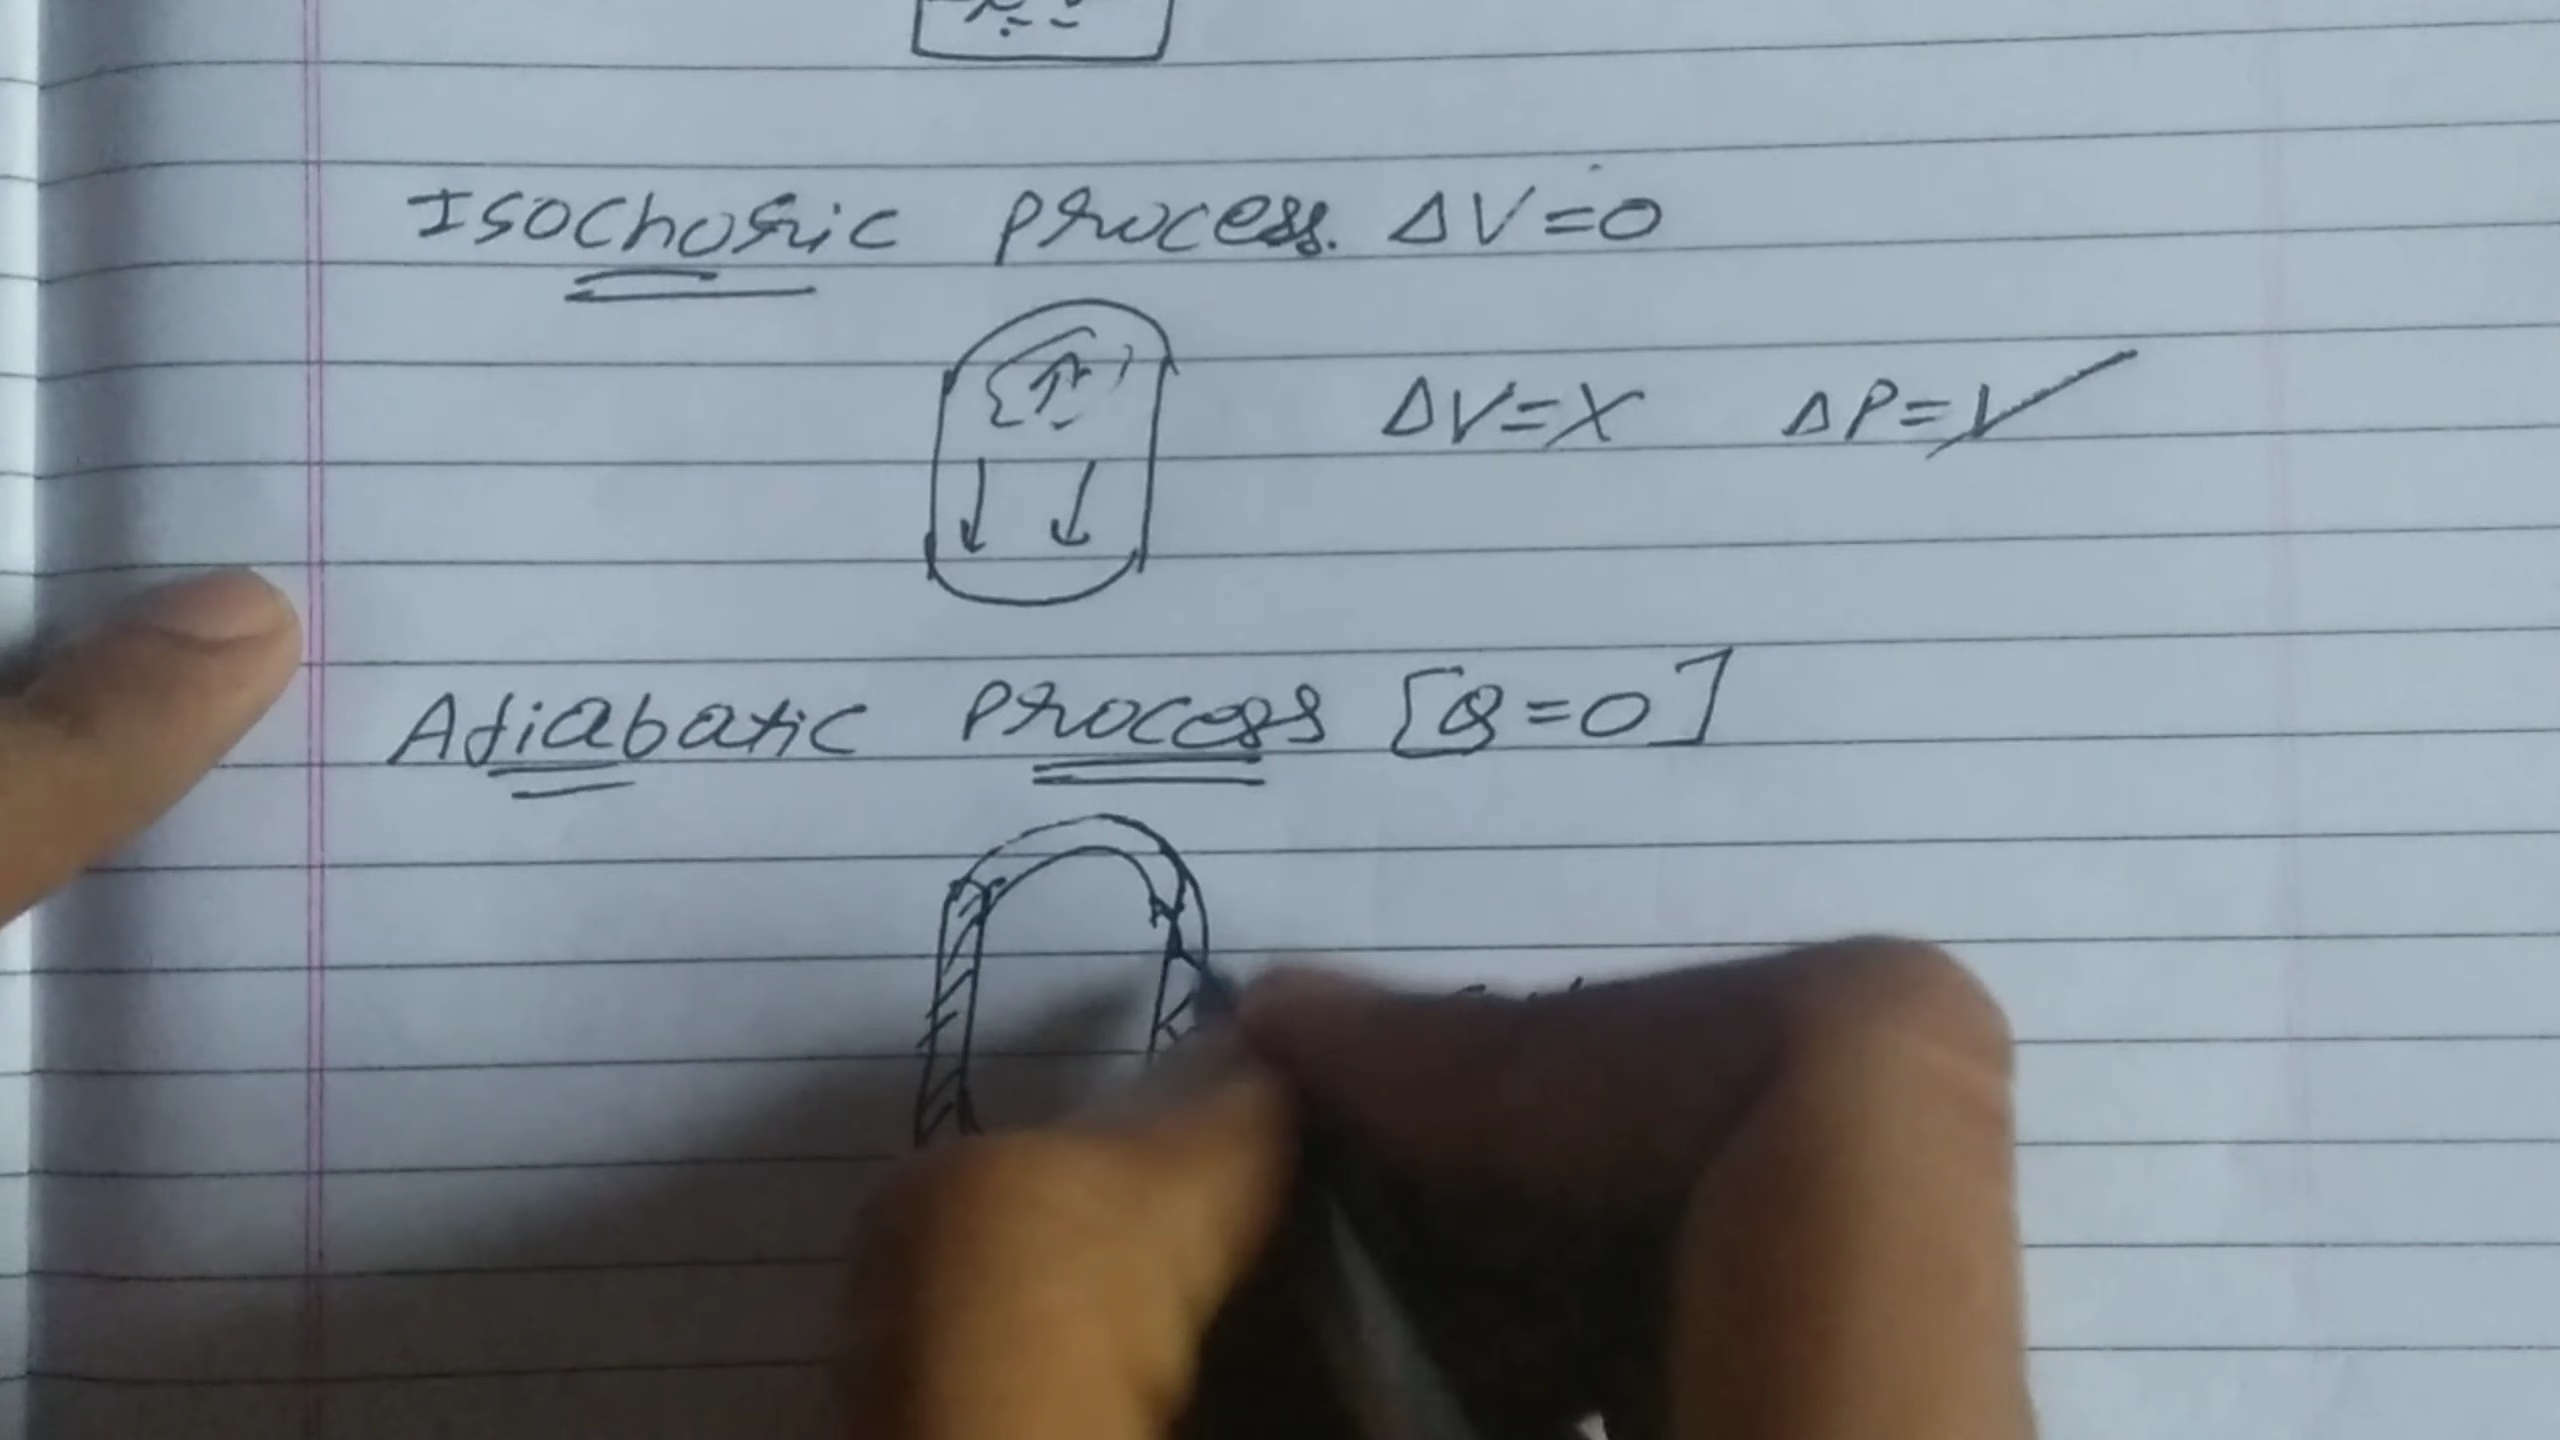 Isochoric process. ΔV=0
ΔV=X ΔP=✓
Adiabatic process [Q=0]